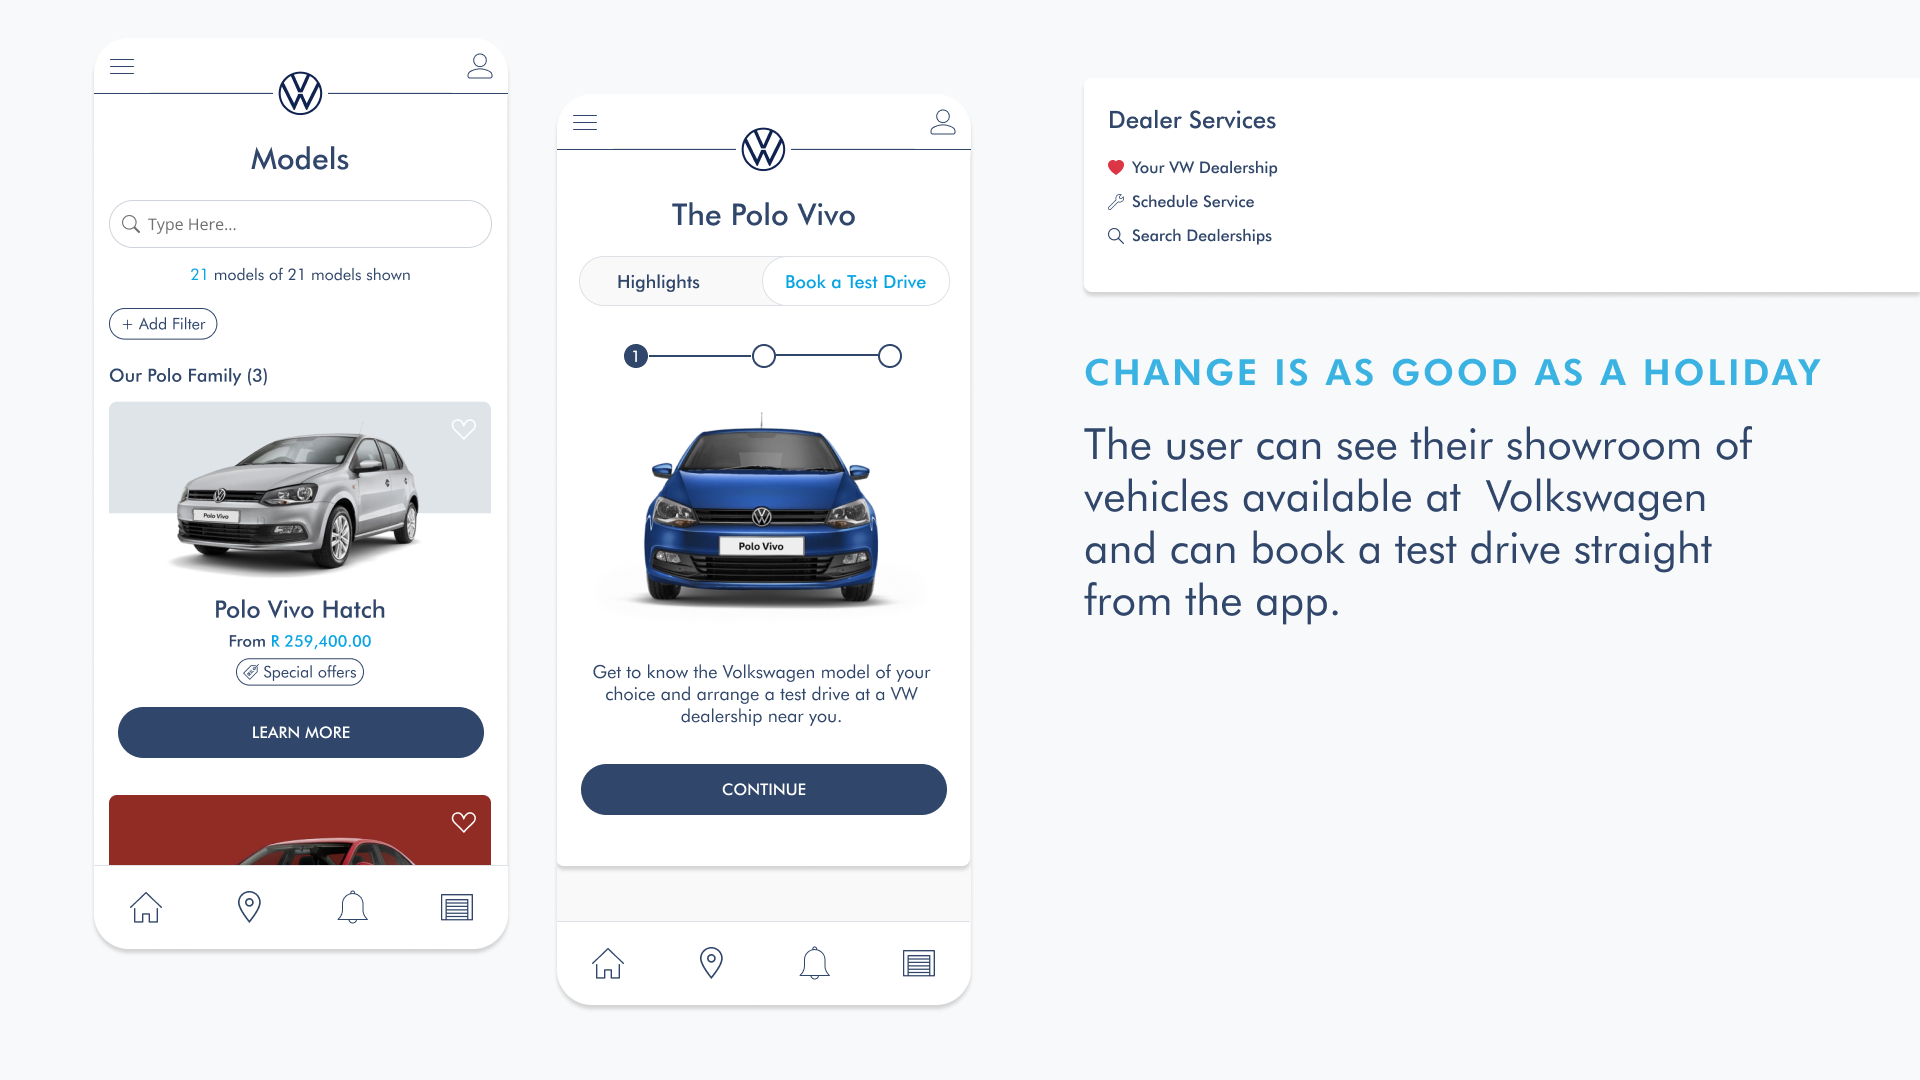 Models
Type Here...
21 models of 21 models shown
+ Add Filter
Our Polo Family (3)
Polo Vivo
Polo Vivo Hatch
From R 259,400.00
Special offers
LEARN MORE
The Polo Vivo
Highlights
Book a Test Drive
1
Polo Vivo
Get to know the Volkswagen model of your
choice and arrange a test drive at a VW
dealership near you.
CONTINUE
Dealer Services
Your VW Dealership
Schedule Service
Search Dealerships
CHANGE IS AS GOOD AS A HOLIDAY
The user can see their showroom of
vehicles available at  Volkswagen
and can book a test drive straight
from the app.